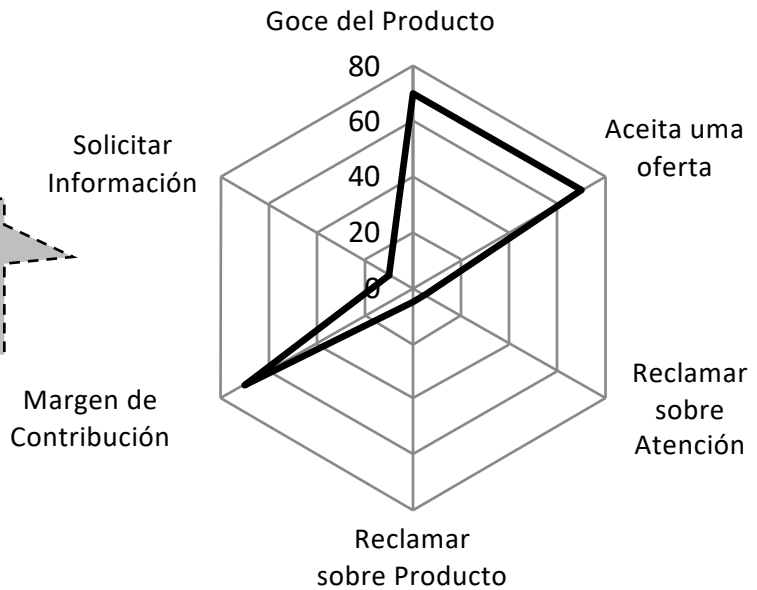 Goce del Producto
80
60
40
20
0
Aceita uma
oferta
Reclamar
sobre
Atención
Reclamar
sobre Producto
Margen de
Contribución
Solicitar
Información